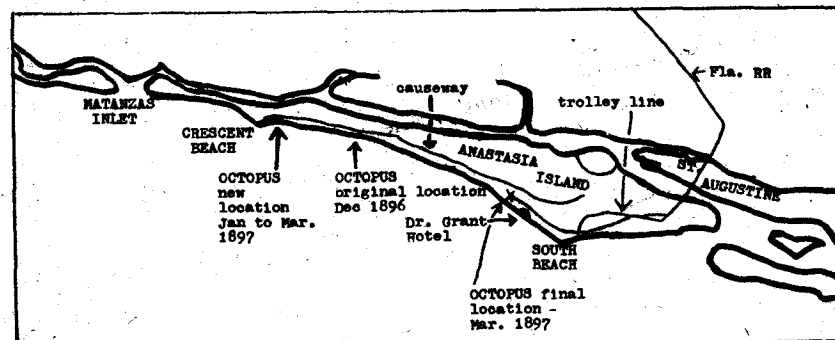 Fla. RR
causeway
trolley line
MATANZAS
INLET
CRESCENT
BEACH
ANASTASIA
ISLAND
ST
AUGUSTINE
OCTOPUS
new
location
Jan to Mar.
1897
OCTOPUS
original location
Dec 1896
Dr. Grant
Hotel
SOUTH
BEACH
OCTOPUS final
location -
Mar. 1897